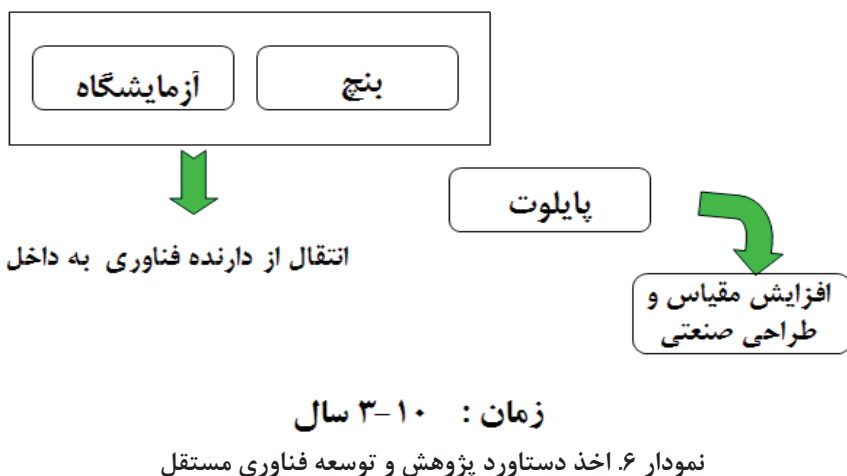 بنچ
آزمایشگاه
پایلوت
انتقال از دارنده فناوری به داخل
افزایش مقیاس و
طراحی صنعتی
زمان : ۱۰-۳ سال
نمودار ۶. اخذ دستاورد پژوهش و توسعه فناوری مستقل